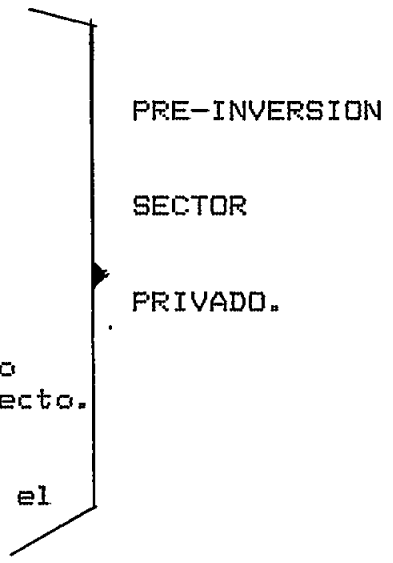 PRE-INVERSION
SECTOR
PRIVADO.
o
ecto.
el